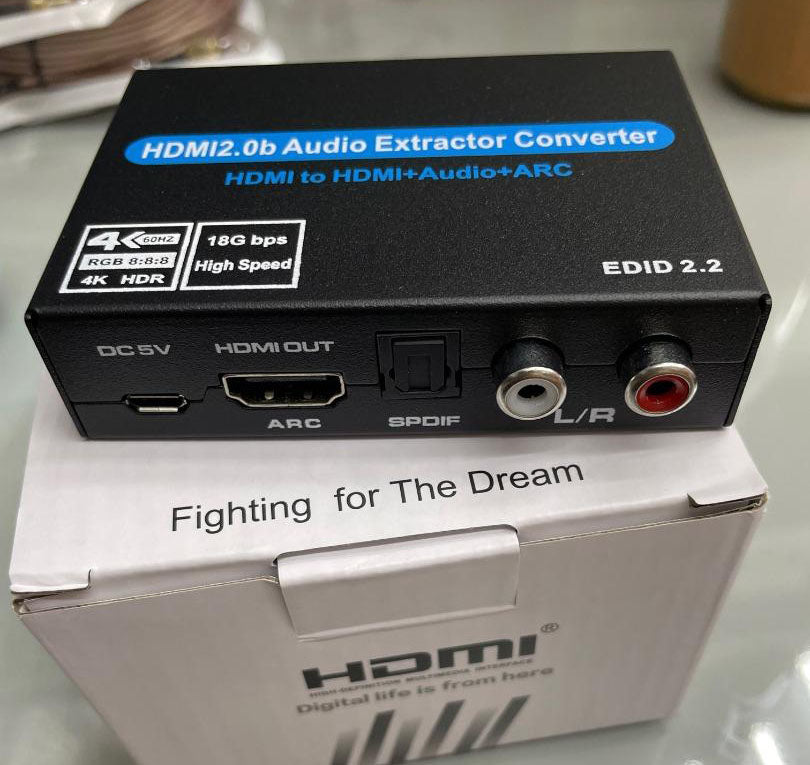 HDMI2.0b Audio Extractor Converter
HDMI to HDMI+Audio+ARC
4K 60HZ
RGB 8:8:8
4K HDR
18G bps
High Speed
EDID 2.2
DC 5V
HDMI OUT
ARC
SPDIF
L/R
Fighting for The Dream
HDMI®
HIGH-DEFINITION MULTIMEDIA INTERFACE
Digital life is from here